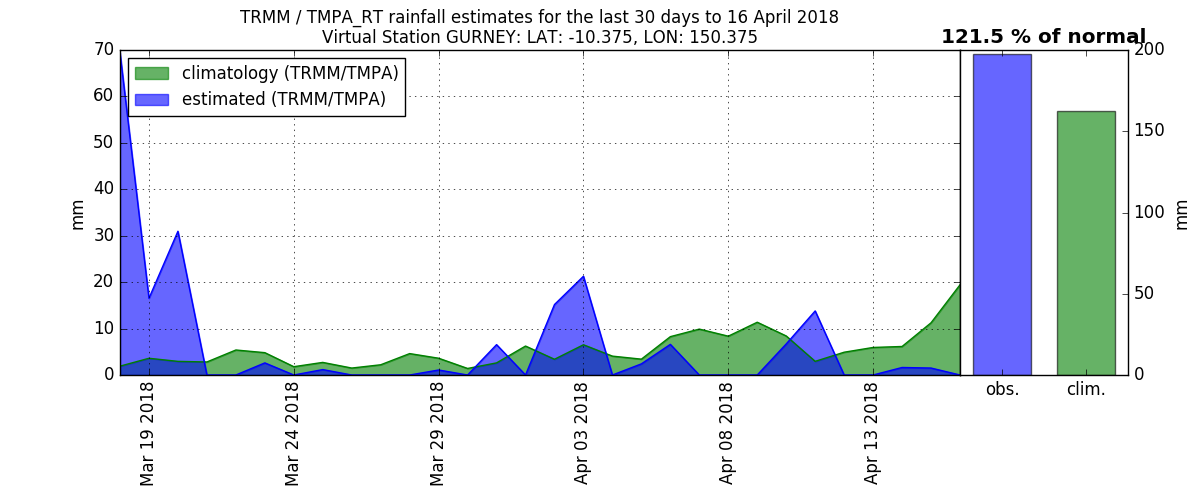 TRMM / TMPA_RT rainfall estimates for the last 30 days to 16 April 2018
Virtual Station GURNEY: LAT: -10.375, LON: 150.375
121.5 % of normal
climatology (TRMM/TMPA)
estimated (TRMM/TMPA)
70
60
50
40
30
20
10
0
mm
Mar 19 2018
Mar 24 2018
Mar 29 2018
Apr 03 2018
Apr 08 2018
Apr 13 2018
obs.
clim.
200
150
100
50
0
mm